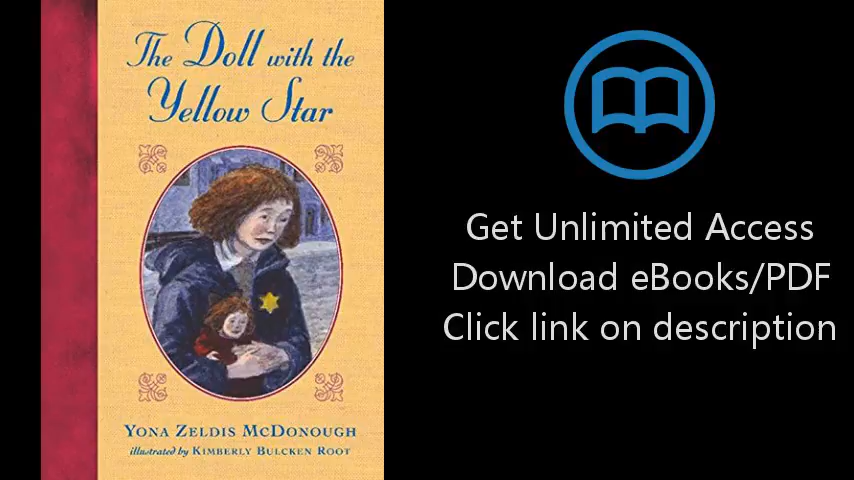 The Doll with the
Yellow Star
YONA ZELDIS MCDONOUGH
illustrated by KIMBERLY BULCKEN ROOT
Get Unlimited Access
Download eBooks/PDF
Click link on description